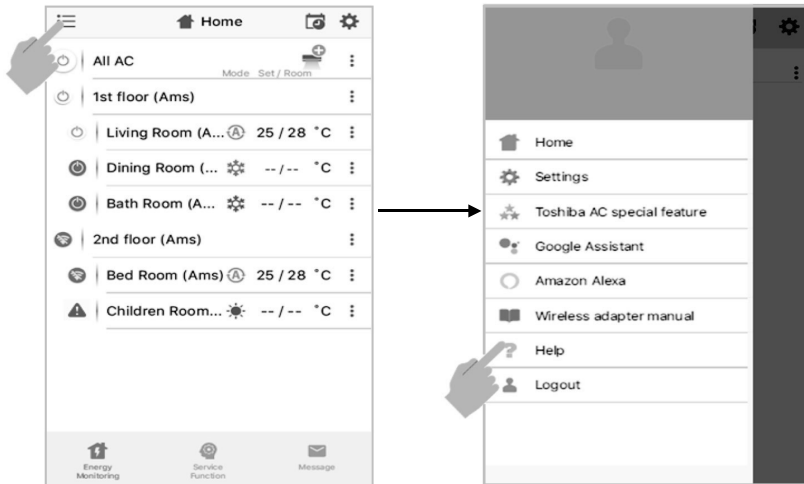 Home
All AC
Mode Set / Room
1st floor (Ams)
Living Room (A... 25 / 28 °C
Dining Room (... -- / -- °C
Bath Room (A... -- / -- °C
2nd floor (Ams)
Bed Room (Ams) 25 / 28 °C
Children Room... -- / -- °C
Energy
Monitoring
Service
Function
Message
Home
Settings
Toshiba AC special feature
Google Assistant
Amazon Alexa
Wireless adapter manual
Help
Logout